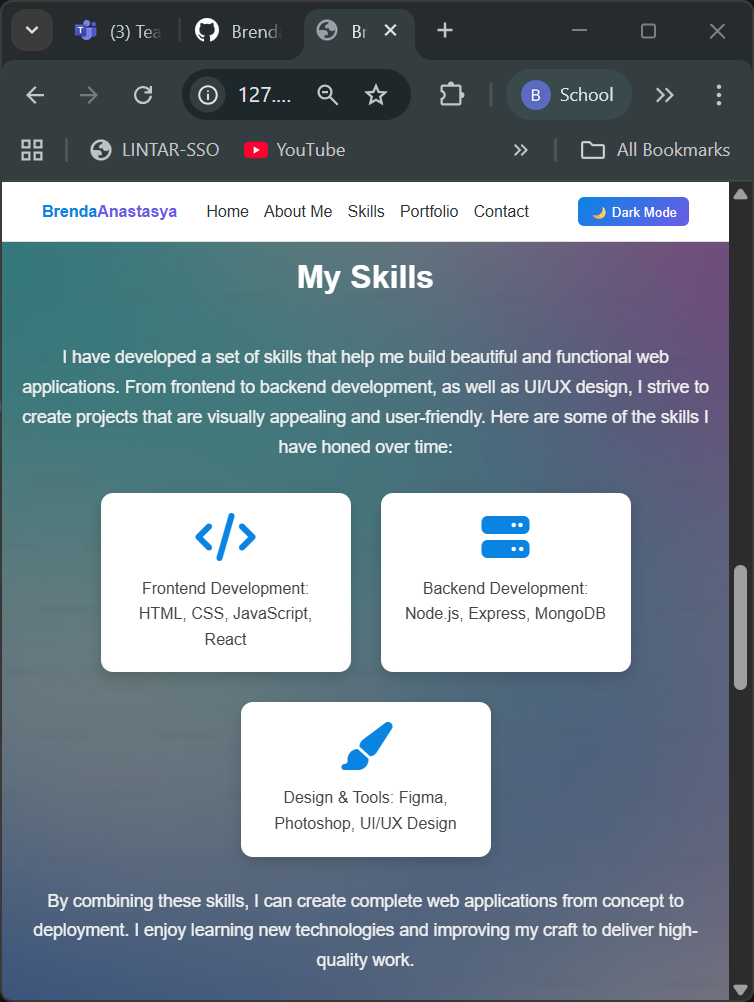 (3) Tea
Brenda
Br
127....
B School
LINTAR-SSO YouTube All Bookmarks
BrendaAnastasya Home About Me Skills Portfolio Contact 🌙 Dark Mode
My Skills
I have developed a set of skills that help me build beautiful and functional web
applications. From frontend to backend development, as well as UI/UX design, I strive to
create projects that are visually appealing and user-friendly. Here are some of the skills I
have honed over time:
Frontend Development:
HTML, CSS, JavaScript,
React
Backend Development:
Node.js, Express, MongoDB
Design & Tools: Figma,
Photoshop, UI/UX Design
By combining these skills, I can create complete web applications from concept to
deployment. I enjoy learning new technologies and improving my craft to deliver high-
quality work.